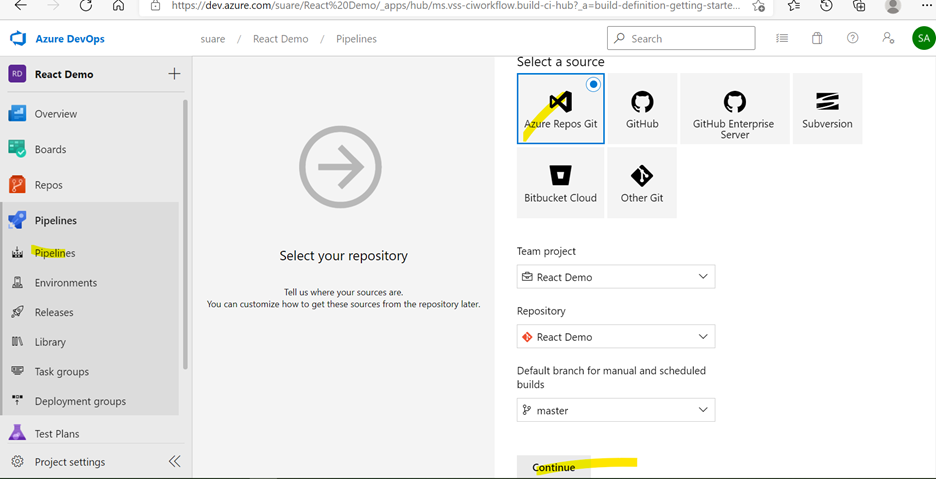 https://dev.azure.com/suare/React%20Demo/_apps/hub/ms.vss-ciworkflow.build-ci-hub?_a=build-definition-getting-starte...
Azure DevOps
suare / React Demo / Pipelines
Search
SA
RD React Demo
Overview
Boards
Repos
Pipelines
Pipelines
Environments
Releases
Library
Task groups
Deployment groups
Test Plans
Project settings
Select your repository
Tell us where your sources are.
You can customize how to get these sources from the repository later.
Select a source
Azure Repos Git
GitHub
GitHub Enterprise
Server
Subversion
Bitbucket Cloud
Other Git
Team project
React Demo
Repository
React Demo
Default branch for manual and scheduled
builds
master
Continue